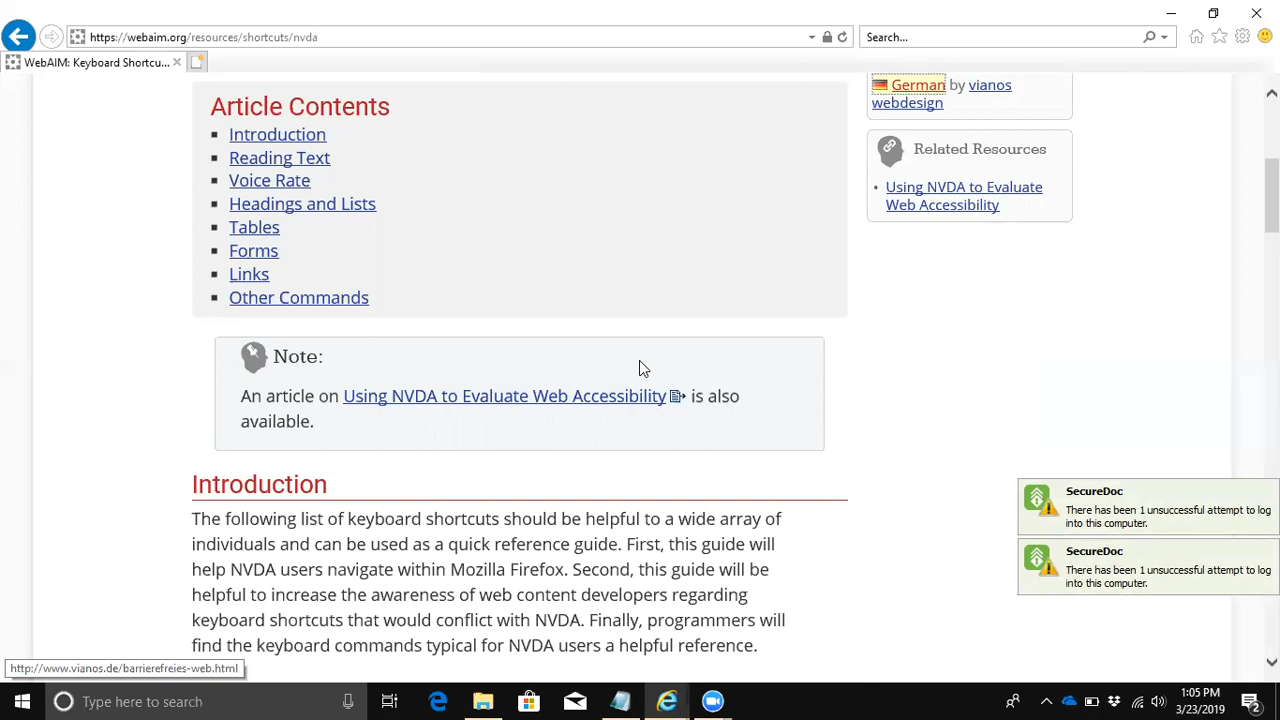 https://webaim.org/resources/shortcuts/nvda
Search...
WebAIM: Keyboard Shortcu...
Article Contents
Introduction
Reading Text
Voice Rate
Headings and Lists
Tables
Forms
Links
Other Commands
German by vianos
webdesign
Related Resources
Using NVDA to Evaluate
Web Accessibility
Note:
An article on Using NVDA to Evaluate Web Accessibility is also
available.
Introduction
The following list of keyboard shortcuts should be helpful to a wide array of
individuals and can be used as a quick reference guide. First, this guide will
help NVDA users navigate within Mozilla Firefox. Second, this guide will be
helpful to increase the awareness of web content developers regarding
keyboard shortcuts that would conflict with NVDA. Finally, programmers will
find the keyboard commands typical for NVDA users a helpful reference.
SecureDoc
There has been 1 unsuccessful attempt to log
into this computer.
SecureDoc
There has been 1 unsuccessful attempt to log
into this computer.
http://www.vianos.de/barrierefreies-web.html
Type here to search
1:05 PM
3/23/2019
2